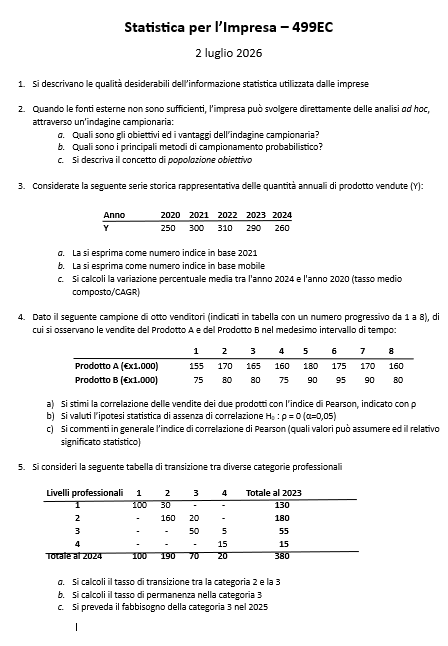 Statistica per l'Impresa – 499EC
2 luglio 2026
1. Si descrivano le qualità desiderabili dell'informazione statistica utilizzata dalle imprese
2. Quando le fonti esterne non sono sufficienti, l'impresa può svolgere direttamente delle analisi ad hoc,
attraverso un'indagine campionaria:
a. Quali sono gli obiettivi ed i vantaggi dell'indagine campionaria?
b. Quali sono i principali metodi di campionamento probabilistico?
c. Si descriva il concetto di popolazione obiettivo
3. Considerate la seguente serie storica rappresentativa delle quantità annuali di prodotto vendute (Y):
Anno 2020 2021 2022 2023 2024
Y 250 300 310 290 260
a. La si esprima come numero indice in base 2021
b. La si esprima come numero indice in base mobile
c. Si calcoli la variazione percentuale media tra l'anno 2024 e l'anno 2020 (tasso medio
composto/CAGR)
4. Dato il seguente campione di otto venditori (indicati in tabella con un numero progressivo da 1 a 8), di
cui si osservano le vendite del Prodotto A e del Prodotto B nel medesimo intervallo di tempo:
1 2 3 4 5 6 7 8
Prodotto A (€x1.000) 155 170 165 160 180 175 170 160
Prodotto B (€x1.000) 75 80 80 75 90 95 90 80
a) Si stimi la correlazione delle vendite dei due prodotti con l'indice di Pearson, indicato con ρ
b) Si valuti l'ipotesi statistica di assenza di correlazione H₀ : ρ = 0 (α=0,05)
c) Si commenti in generale l'indice di correlazione di Pearson (quali valori può assumere ed il relativo
significato statistico)
5. Si consideri la seguente tabella di transizione tra diverse categorie professionali
Livelli professionali 1 2 3 4 Totale al 2023
1 100 30 - - 130
2 - 160 20 - 180
3 - - 50 5 55
4 - - - 15 15
Totale al 2024 100 190 70 20 380
a. Si calcoli il tasso di transizione tra la categoria 2 e la 3
b. Si calcoli il tasso di permanenza nella categoria 3
c. Si preveda il fabbisogno della categoria 3 nel 2025